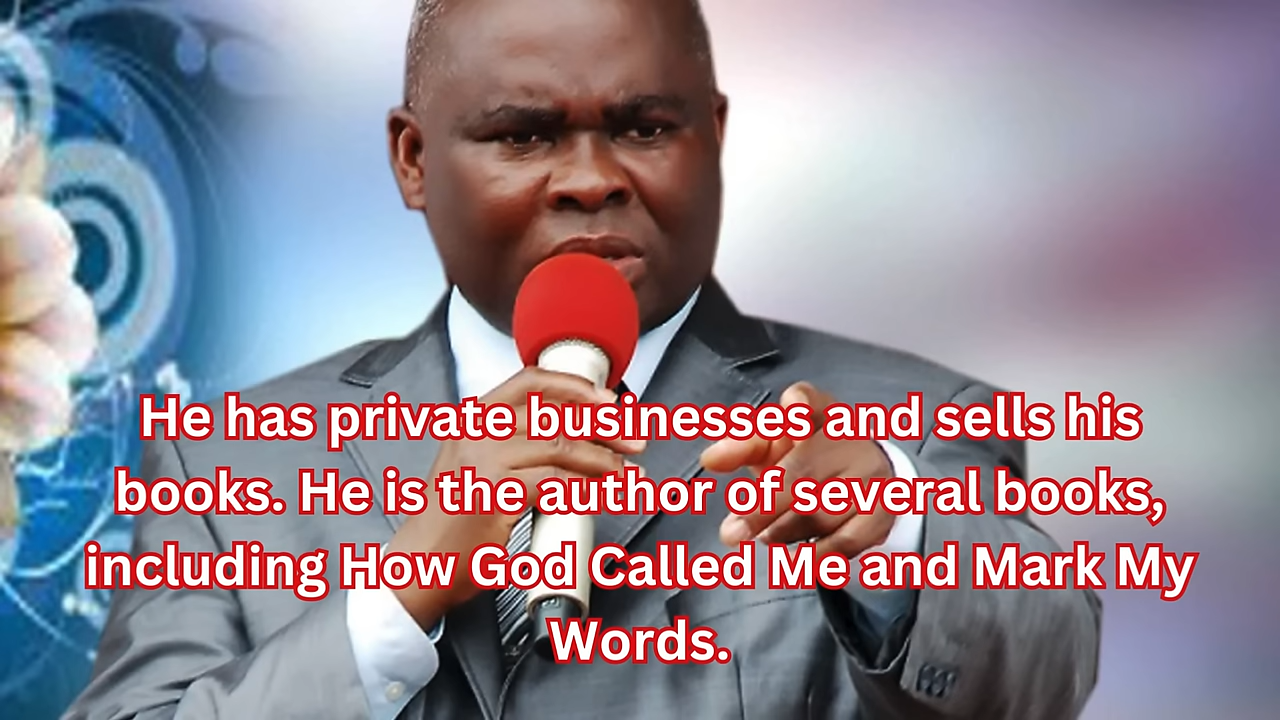 He has private businesses and sells his
books. He is the author of several books,
including How God Called Me and Mark My
Words.